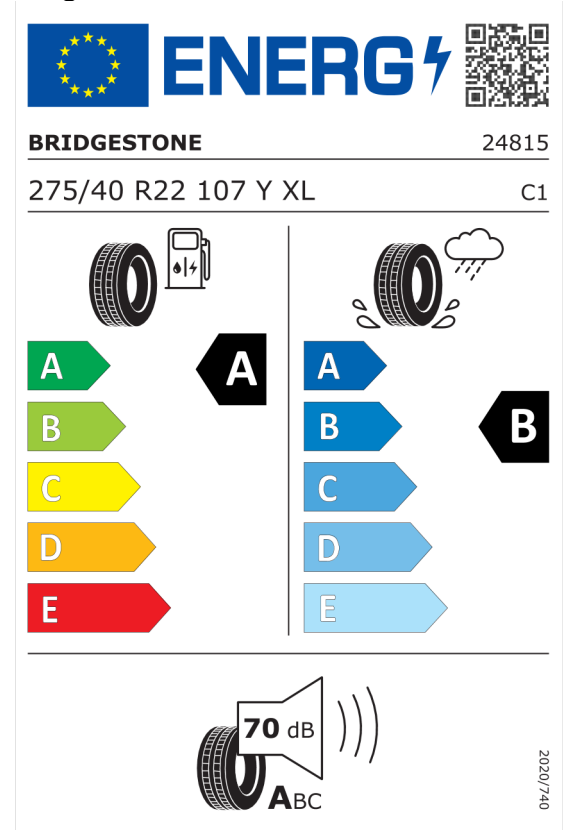 ENERG
BRIDGESTONE 24815
275/40 R22 107 Y XL C1
A A
B
C
D
E
A
B B
C
D
E
70 dB
ABC
2020/740